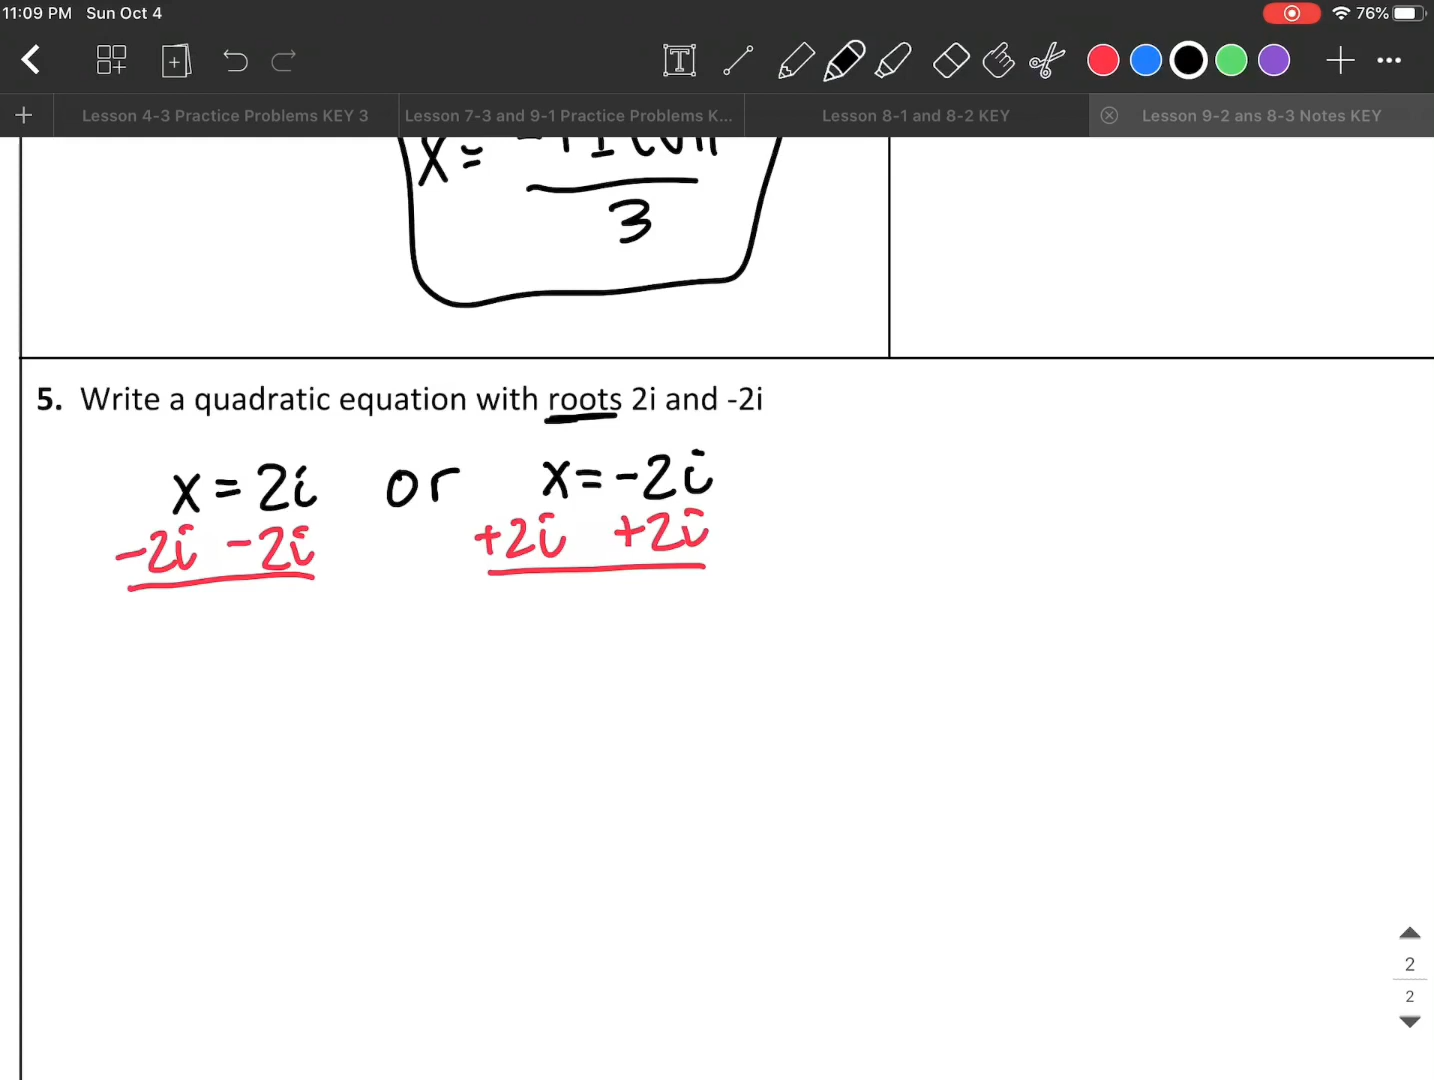 11:09 PM Sun Oct 4 76%
Lesson 4-3 Practice Problems KEY 3 Lesson 7-3 and 9-1 Practice Problems K... Lesson 8-1 and 8-2 KEY Lesson 9-2 ans 8-3 Notes KEY
x =
3
5. Write a quadratic equation with roots 2i and -2i
x = 2i or x = -2i
-2i -2i +2i +2i
2
2